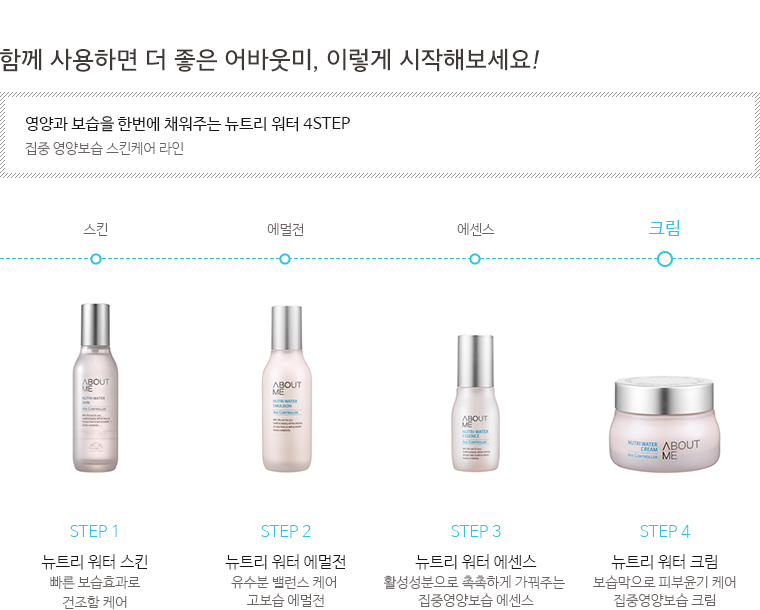 함께 사용하면 더 좋은 어바웃미, 이렇게 시작해보세요!
영양과 보습을 한번에 채워주는 뉴트리 워터 4STEP
집중 영양보습 스킨케어 라인
스킨
에멀전
에센스
크림
ABOUT
ME
NUTRI WATER
SKIN
AGE CONTROLLER
ABOUT
ME
NUTRI WATER
EMULSION
AGE CONTROLLER
ABOUT
ME
NUTRI WATER
ESSENCE
AGE CONTROLLER
NUTRI WATER
CREAM
AGE CONTROLLER
ABOUT
ME
STEP 1
뉴트리 워터 스킨
빠른 보습효과로
건조함 케어
STEP 2
뉴트리 워터 에멀전
유수분 밸런스 케어
고보습 에멀전
STEP 3
뉴트리 워터 에센스
활성성분으로 촉촉하게 가꿔주는
집중영양보습 에센스
STEP 4
뉴트리 워터 크림
보습막으로 피부윤기 케어
집중영양보습 크림